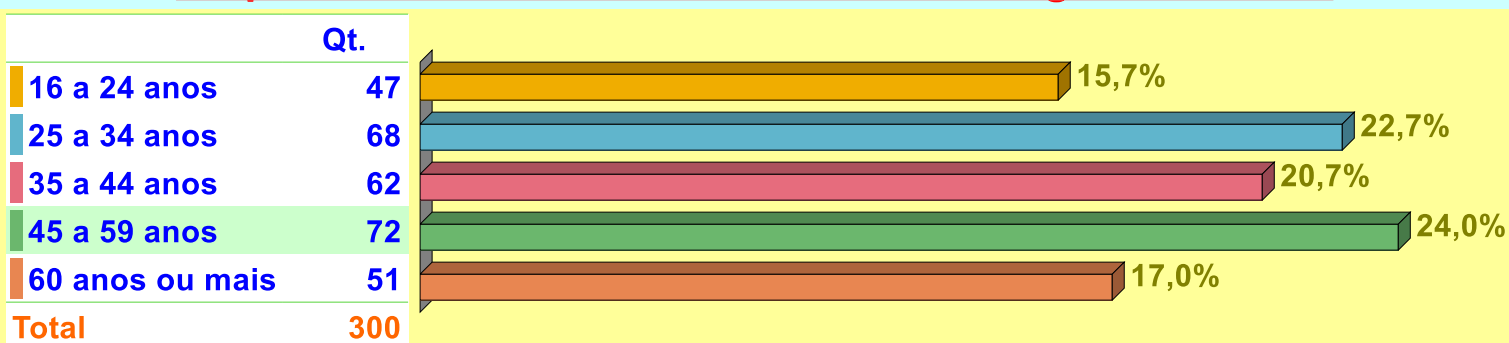 Qt.
16 a 24 anos 47 15,7%
25 a 34 anos 68 22,7%
35 a 44 anos 62 20,7%
45 a 59 anos 72 24,0%
60 anos ou mais 51 17,0%
Total 300